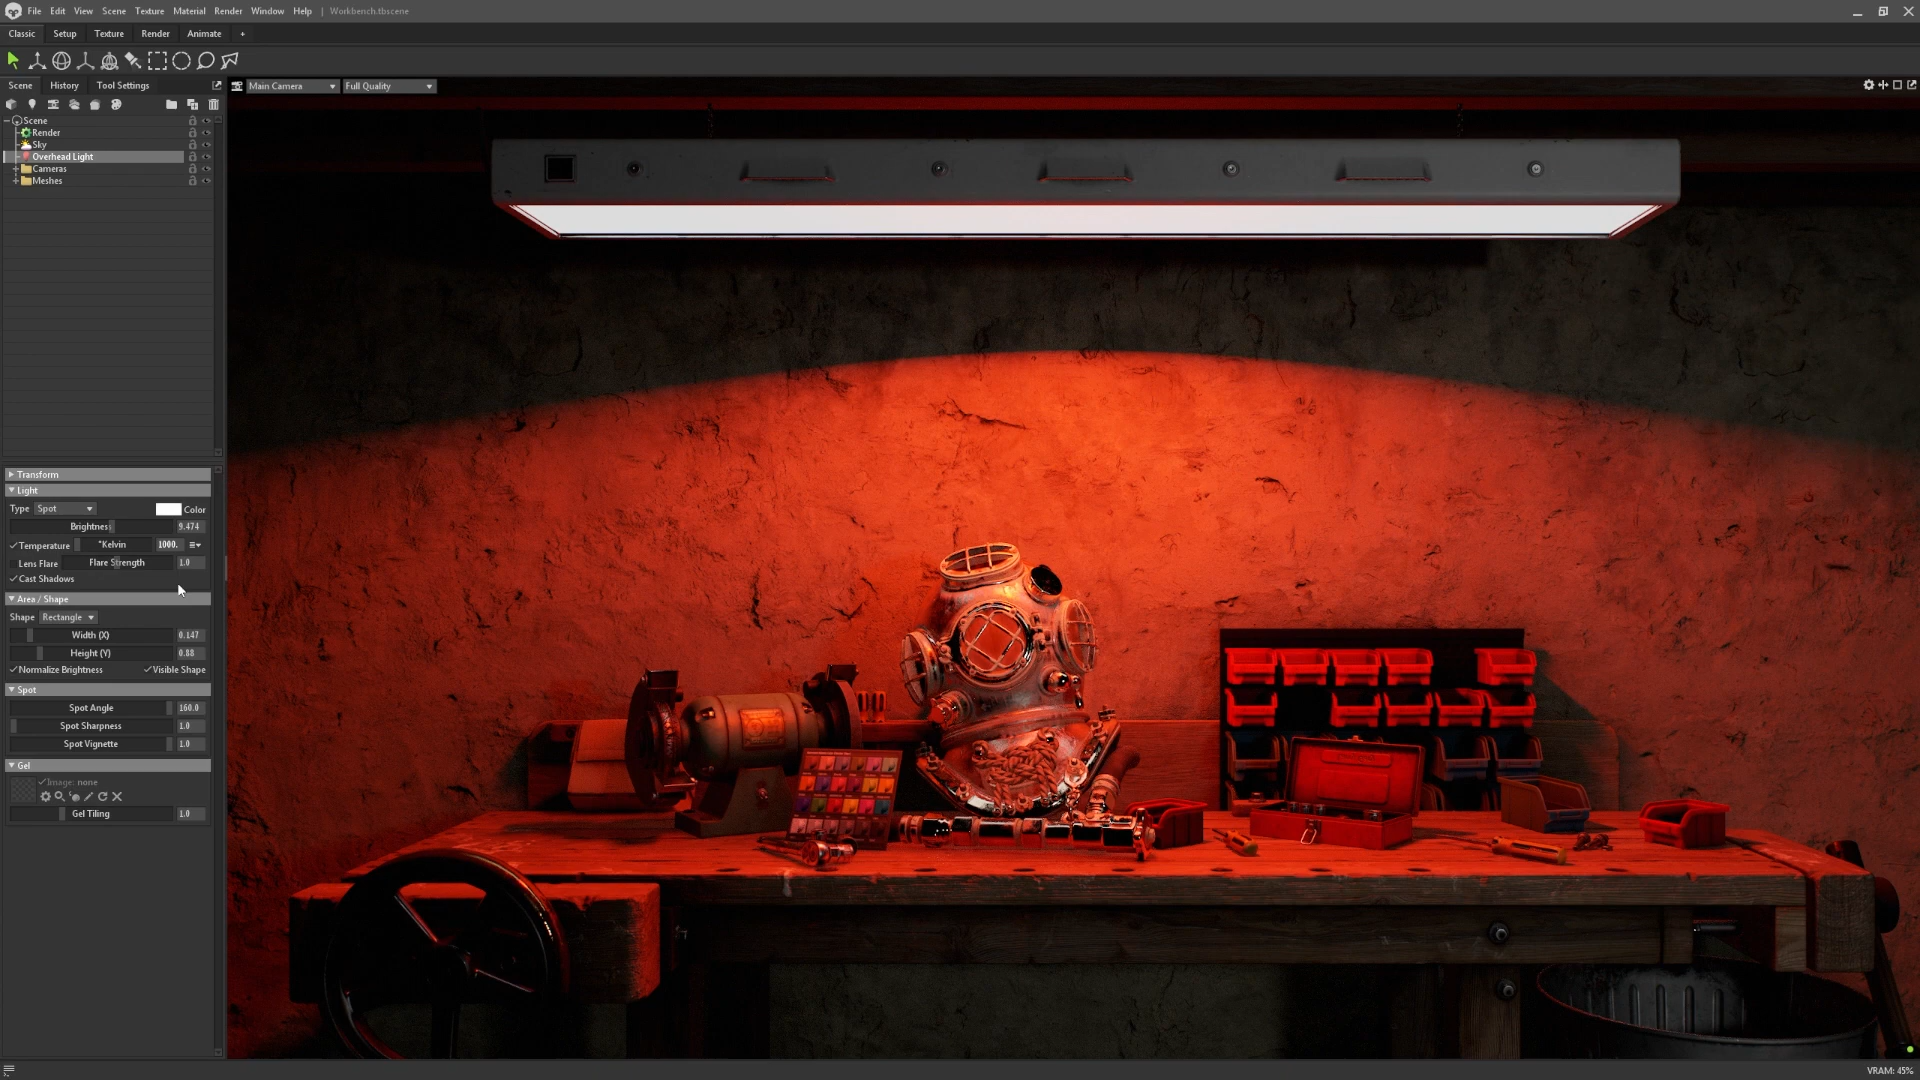 File Edit View Scene Texture Material Render Window Help | Workbench.tbscene
Classic Setup Texture Render Animate +
Scene History Tool Settings
Main Camera Full Quality
Scene
Render
Sky
Overhead Light
Cameras
Meshes
Transform
Light
Type Spot Color
Brightness 9.474
Temperature °Kelvin 1000.
Lens Flare Flare Strength 1.0
Cast Shadows
Area / Shape
Shape Rectangle
Width (X) 0.147
Height (Y) 0.88
Normalize Brightness Visible Shape
Spot
Spot Angle 160.0
Spot Sharpness 1.0
Spot Vignette 1.0
Gel
Image: none
Gel Tiling 1.0
VRAM: 45%